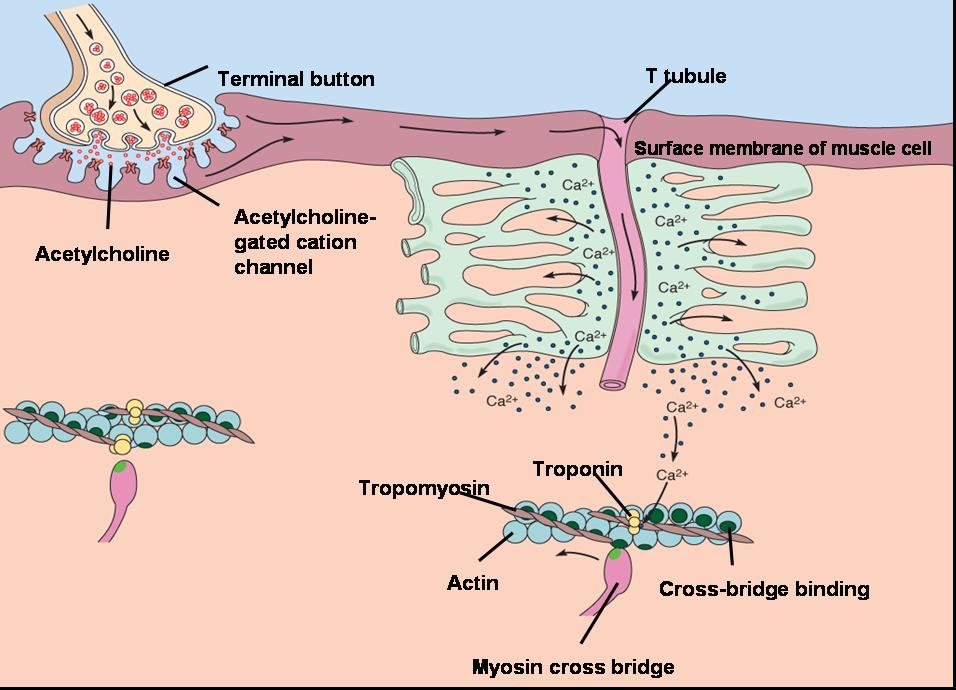 Terminal button
T tubule
Surface membrane of muscle cell
Acetylcholine-
gated cation
channel
Acetylcholine
Ca²⁺
Ca²⁺
Ca²⁺
Ca²⁺
Ca²⁺
Ca²⁺
Ca²⁺
Ca²⁺
Ca²⁺
Troponin
Ca²⁺
Tropomyosin
Actin
Cross-bridge binding
Myosin cross bridge